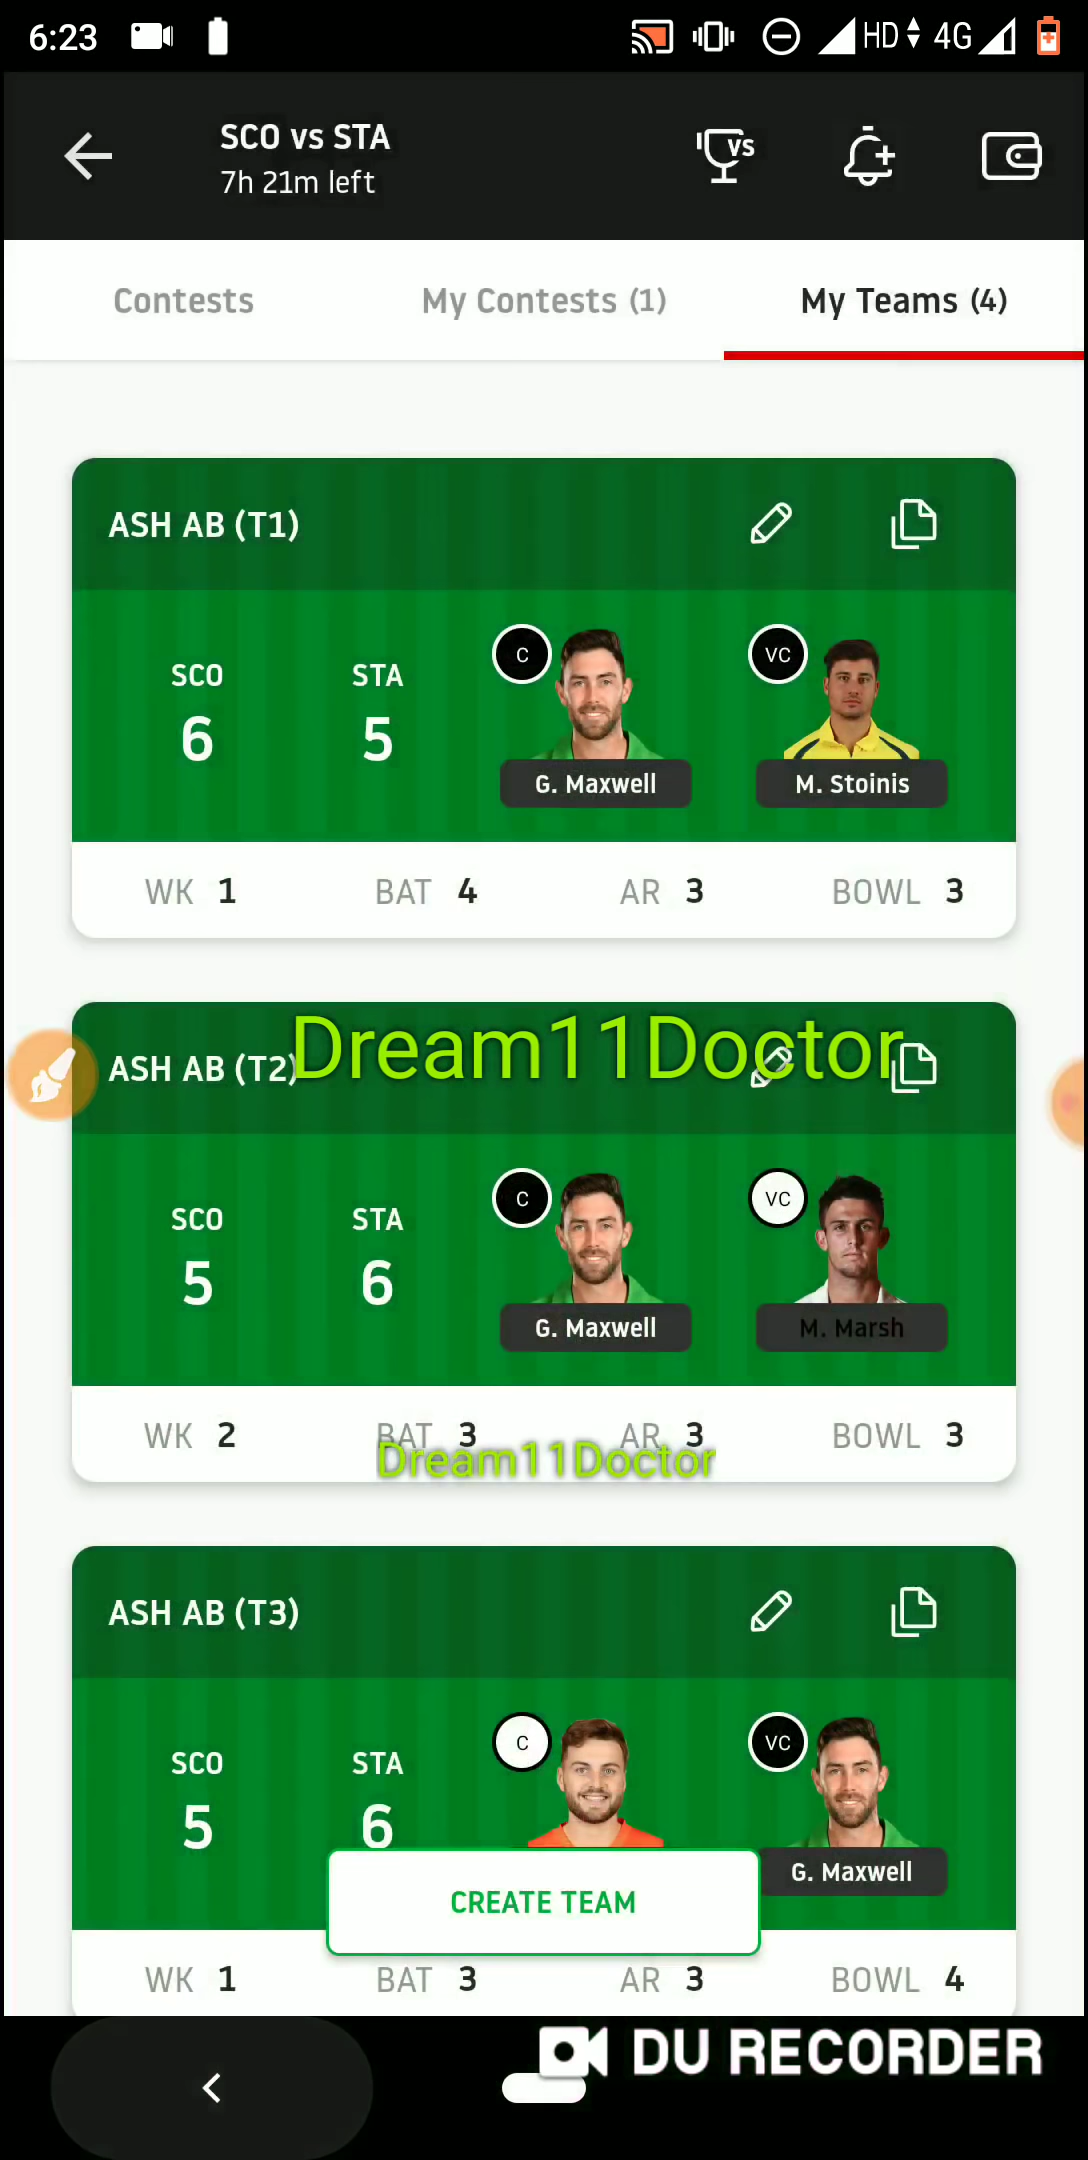 6:23 HD 4G
SCO vs STA
7h 21m left
VS
Contests My Contests (1) My Teams (4)
ASH AB (T1)
SCO STA C VC
6 5
G. Maxwell M. Stoinis
WK 1 BAT 4 AR 3 BOWL 3
Dream11Doctor
ASH AB (T2)
SCO STA C VC
5 6
G. Maxwell M. Marsh
WK 2 BAT 3 AR 3 BOWL 3
Dream11Doctor
ASH AB (T3)
SCO STA C VC
5 6
G. Maxwell
CREATE TEAM
WK 1 BAT 3 AR 3 BOWL 4
DU RECORDER